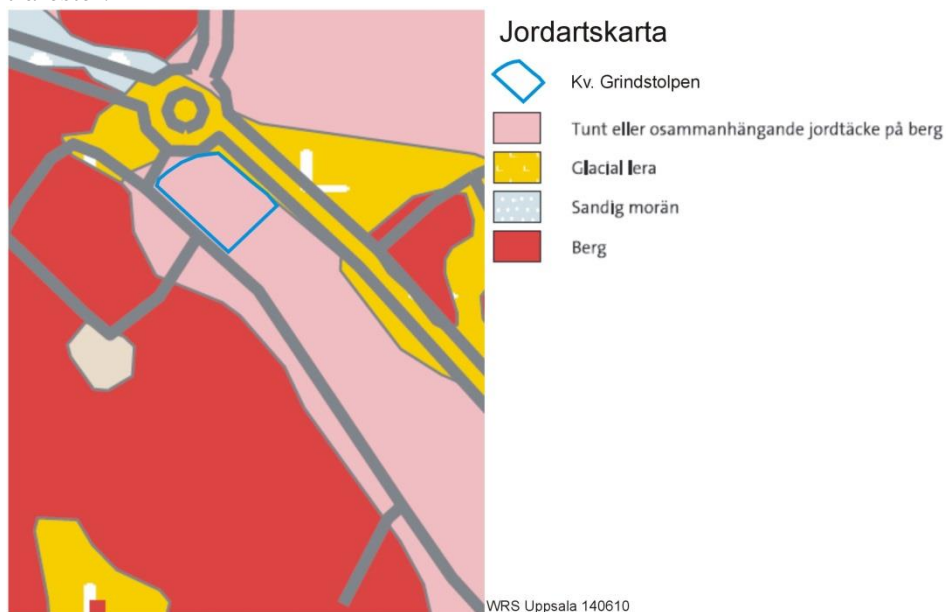 Jordartskarta
Kv. Grindstolpen
Tunt eller osammanhängande jordtäcke på berg
Glacial lera
Sandig morän
Berg
WRS Uppsala 140610